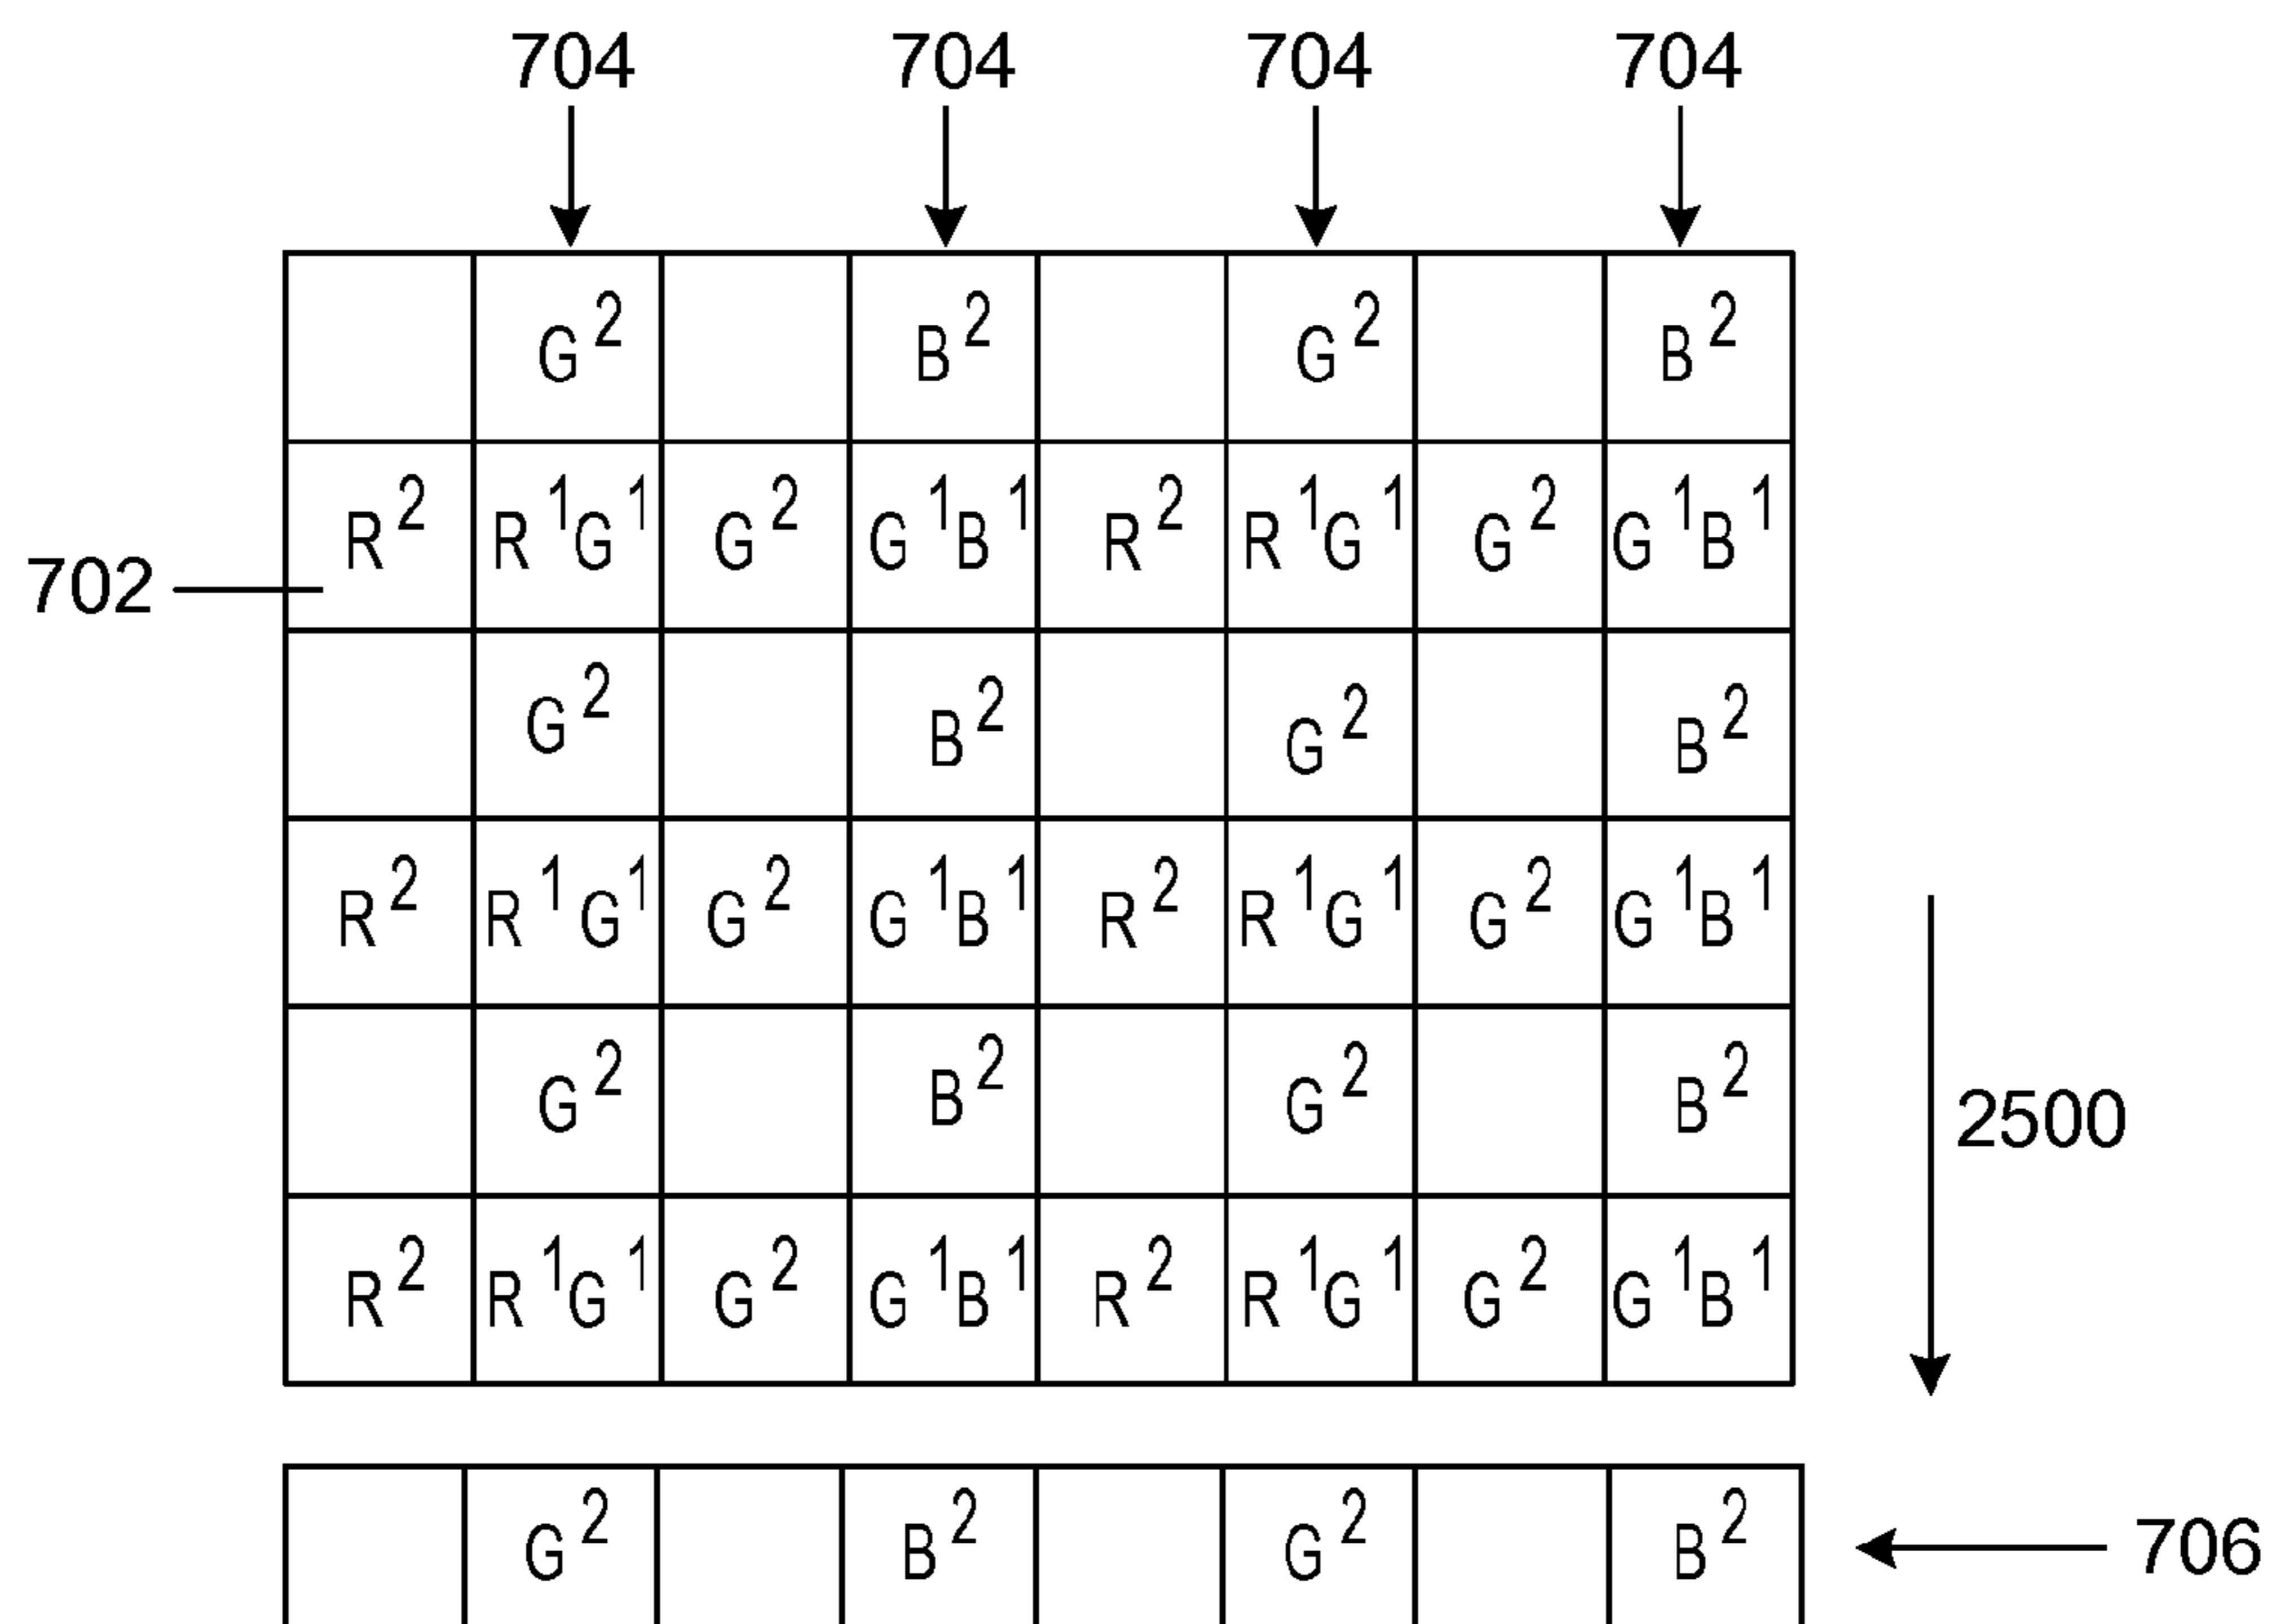 704 704 704 704
G² B² G² B²
R² R¹G¹ G² G¹B¹ R² R¹G¹ G² G¹B¹
702
G² B² G² B²
R² R¹G¹ G² G¹B¹ R² R¹G¹ G² G¹B¹
G² B² G² B²
2500
R² R¹G¹ G² G¹B¹ R² R¹G¹ G² G¹B¹
G² B² G² B² 706